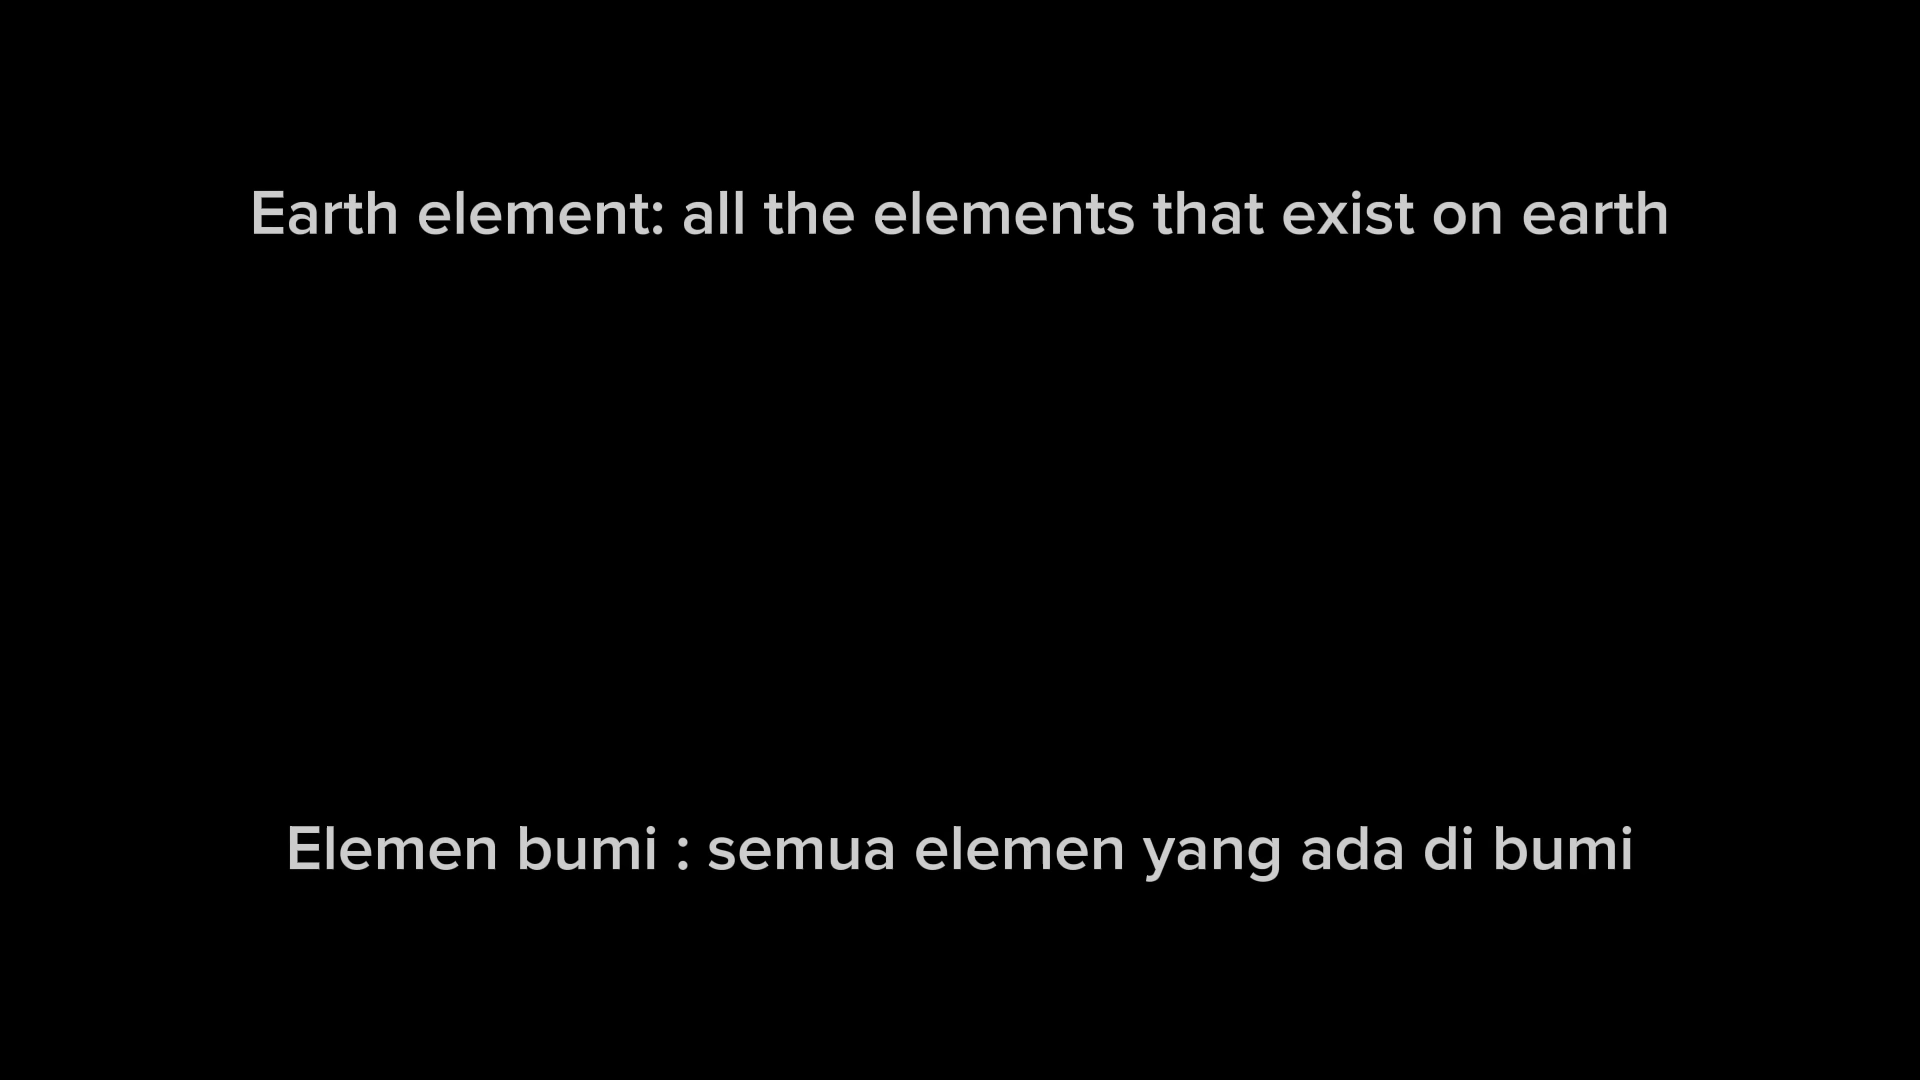 Earth element: all the elements that exist on earth
Elemen bumi : semua elemen yang ada di bumi